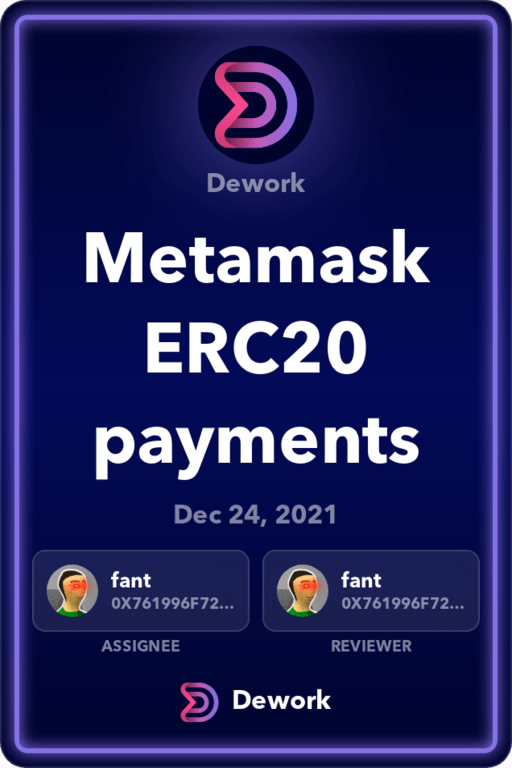 Dework
Metamask
ERC20
payments
Dec 24, 2021
fant
0X761996F72...
ASSIGNEE
fant
0X761996F72...
REVIEWER
Dework